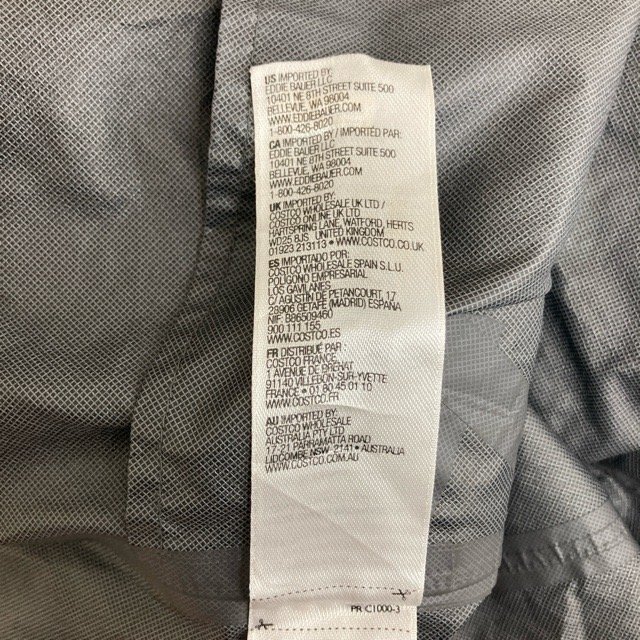 US IMPORTED BY:
EDDIE BAUER LLC
10401 NE 8TH STREET SUITE 500
BELLEVUE, WA 98004
WWW.EDDIEBAUER.COM
1-800-426-8020
CA IMPORTED BY / IMPORTÉD PAR:
EDDIE BAUER LLC
10401 NE 8TH STREET SUITE 500
BELLEVUE, WA 98004
WWW.EDDIEBAUER.COM
1-800-426-8020
UK IMPORTED BY:
COSTCO WHOLESALE UK LTD /
COSTCO ONLINE UK LTD
HARTSPRING LANE, WATFORD, HERTS
WD25 8JS UNITED KINGDOM
01923 213113 • WWW.COSTCO.CO.UK
ES IMPORTADO POR:
COSTCO WHOLESALE SPAIN S.L.U.
POLÍGONO EMPRESARIAL
LOS GAVILANES
C/ AGUSTÍN DE BETANCOURT, 17
28906 GETAFE (MADRID) ESPAÑA
NIF: B86509460
900 111 155
WWW.COSTCO.ES
FR DISTRIBUÉ PAR
COSTCO FRANCE
1 AVENUE DE BRÉHAT
91140 VILLEBON-SUR-YVETTE
FRANCE • 01 80 45 01 10
WWW.COSTCO.FR
AU IMPORTED BY:
COSTCO WHOLESALE
AUSTRALIA PTY LTD
17-21 PARRAMATTA ROAD
LIDCOMBE NSW 2141 • AUSTRALIA
WWW.COSTCO.COM.AU
PR C1000-3